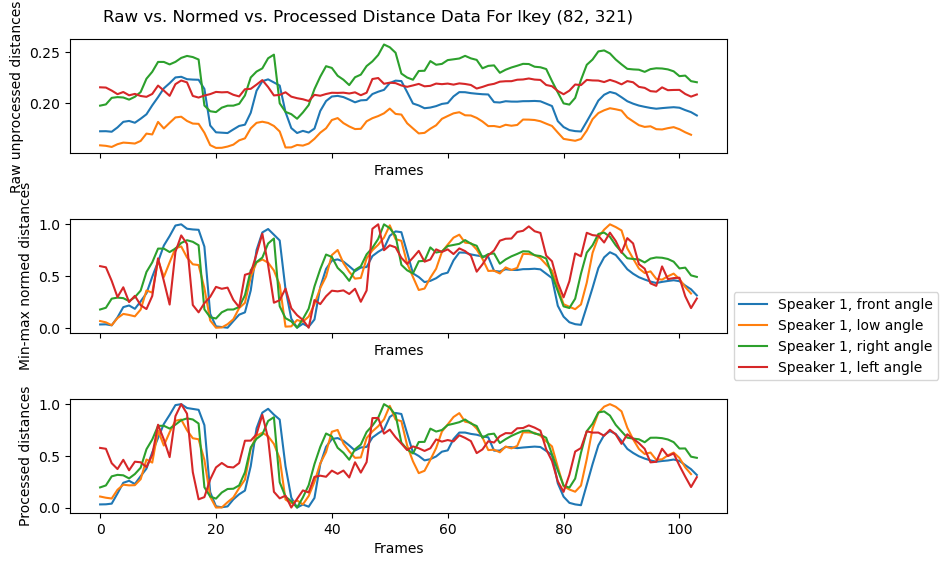 Raw vs. Normed vs. Processed Distance Data For Ikey (82, 321)
Raw unprocessed distances
0.25
0.20
Frames
Min-max normed distances
1.0
0.5
0.0
Frames
Speaker 1, front angle
Speaker 1, low angle
Speaker 1, right angle
Speaker 1, left angle
Processed distances
1.0
0.5
0.0
0 20 40 60 80 100
Frames